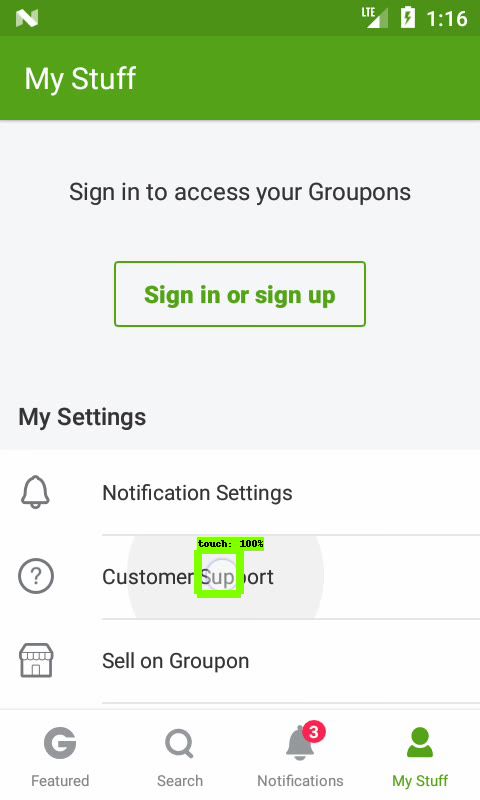 LTE 1:16
My Stuff
Sign in to access your Groupons
Sign in or sign up
My Settings
Notification Settings
touch: 100%
Customer Support
Sell on Groupon
3
Featured Search Notifications My Stuff